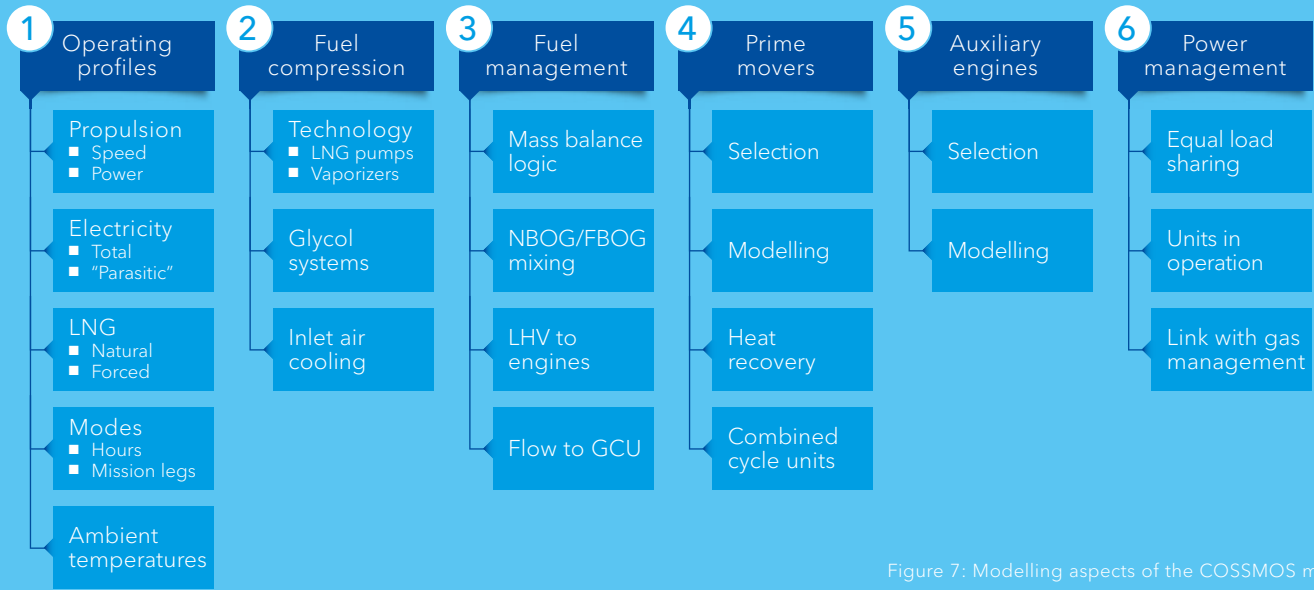 1
Operating
profiles
Propulsion
■ Speed
■ Power
Electricity
■ Total
■ "Parasitic"
LNG
■ Natural
■ Forced
Modes
■ Hours
■ Mission legs
Ambient
temperatures
2
Fuel
compression
Technology
■ LNG pumps
■ Vaporizers
Glycol
systems
Inlet air
cooling
3
Fuel
management
Mass balance
logic
NBOG/FBOG
mixing
LHV to
engines
Flow to GCU
4
Prime
movers
Selection
Modelling
Heat
recovery
Combined
cycle units
5
Auxiliary
engines
Selection
Modelling
6
Power
management
Equal load
sharing
Units in
operation
Link with gas
management
Figure 7: Modelling aspects of the COSSMOS